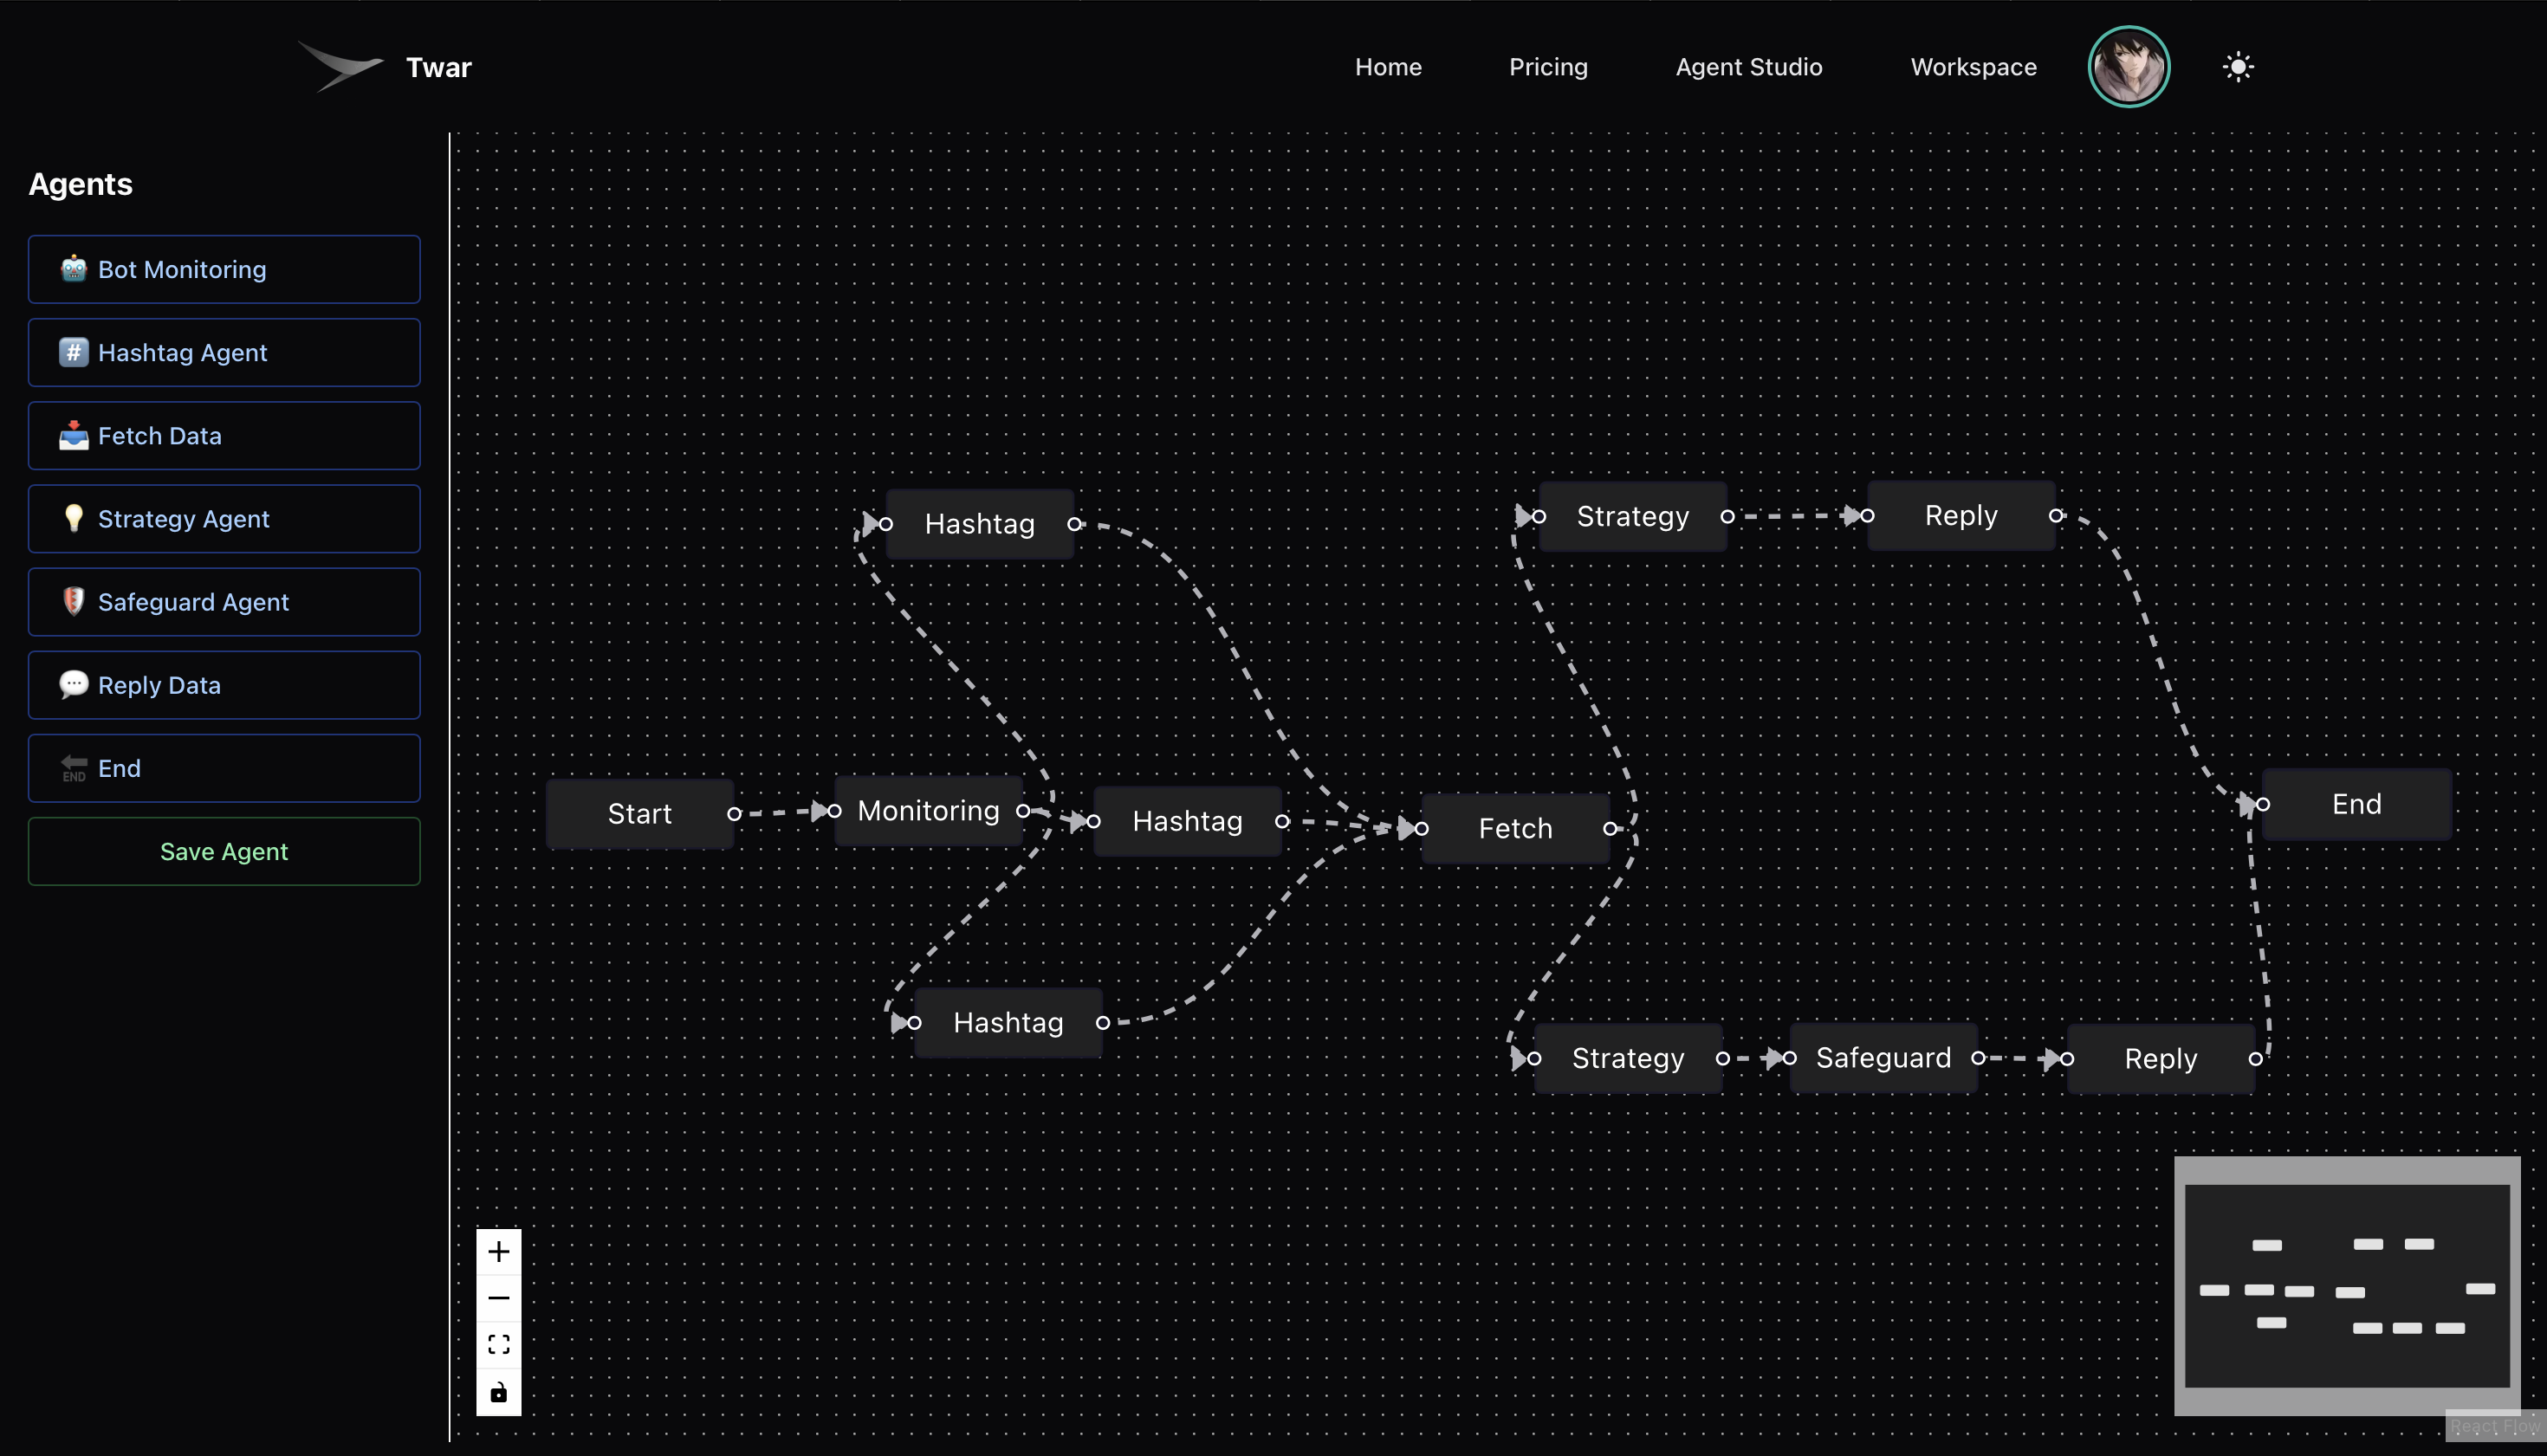 Twar
Home
Pricing
Agent Studio
Workspace
Agents
🤖 Bot Monitoring
#️⃣ Hashtag Agent
📥 Fetch Data
💡 Strategy Agent
🛡️ Safeguard Agent
💬 Reply Data
🔚 End
Save Agent
Hashtag
Strategy
Reply
Start
Monitoring
Hashtag
Fetch
End
Hashtag
Strategy
Safeguard
Reply
React Flow